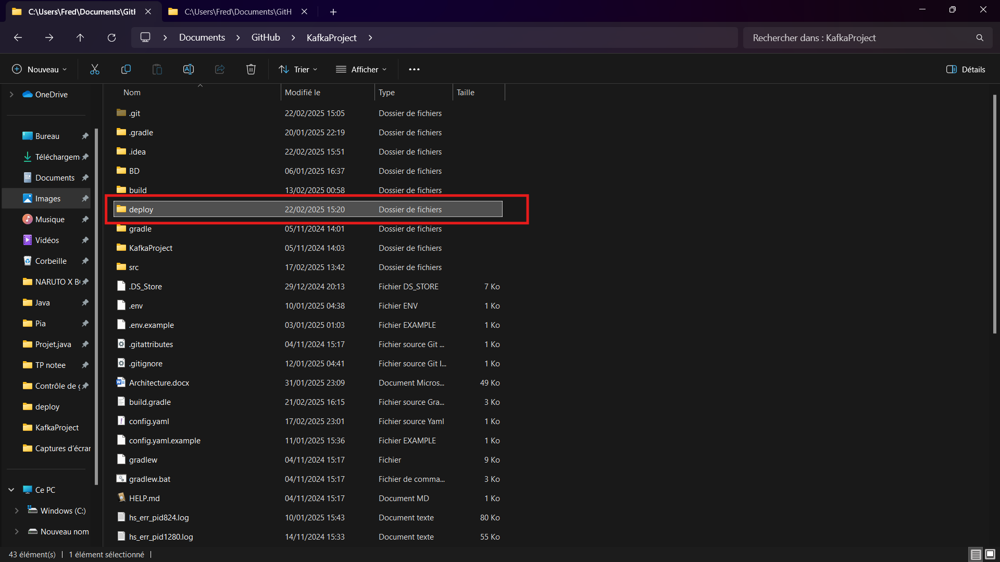 C:\Users\Fred\Documents\GitH
C:\Users\Fred\Documents\GitH
Documents
GitHub
KafkaProject
Rechercher dans : KafkaProject
Nouveau
Trier
Afficher
Détails
OneDrive
Bureau
Téléchargem
Documents
Images
Musique
Vidéos
Corbeille
NARUTO X B
Java
Pia
Projet.java
TP notee
Contrôle de
deploy
KafkaProject
Captures d'écrar
Ce PC
Windows (C:)
Nouveau nom
Nom Modifié le Type Taille
.git 22/02/2025 15:05 Dossier de fichiers
.gradle 20/01/2025 22:19 Dossier de fichiers
.idea 22/02/2025 15:51 Dossier de fichiers
BD 06/01/2025 16:37 Dossier de fichiers
build 13/02/2025 00:58 Dossier de fichiers
deploy 22/02/2025 15:20 Dossier de fichiers
gradle 05/11/2024 14:01 Dossier de fichiers
KafkaProject 05/11/2024 14:03 Dossier de fichiers
src 17/02/2025 13:42 Dossier de fichiers
.DS_Store 29/12/2024 20:13 Fichier DS_STORE 7 Ko
.env 10/01/2025 04:38 Fichier ENV 1 Ko
.env.example 03/01/2025 01:03 Fichier EXAMPLE 1 Ko
.gitattributes 04/11/2024 15:17 Fichier source Git ... 1 Ko
.gitignore 12/01/2025 04:41 Fichier source Git I... 1 Ko
Architecture.docx 31/01/2025 23:09 Document Micros... 49 Ko
build.gradle 21/02/2025 16:15 Fichier source Gra... 3 Ko
config.yaml 17/02/2025 23:01 Fichier source Yaml 1 Ko
config.yaml.example 11/01/2025 15:36 Fichier EXAMPLE 1 Ko
gradlew 04/11/2024 15:17 Fichier 9 Ko
gradlew.bat 04/11/2024 15:17 Fichier de comma... 3 Ko
HELP.md 04/11/2024 15:17 Document MD 1 Ko
hs_err_pid824.log 10/01/2025 15:43 Document texte 80 Ko
hs_err_pid1280.log 14/11/2024 15:33 Document texte 55 Ko
43 élément(s) 1 élément sélectionné